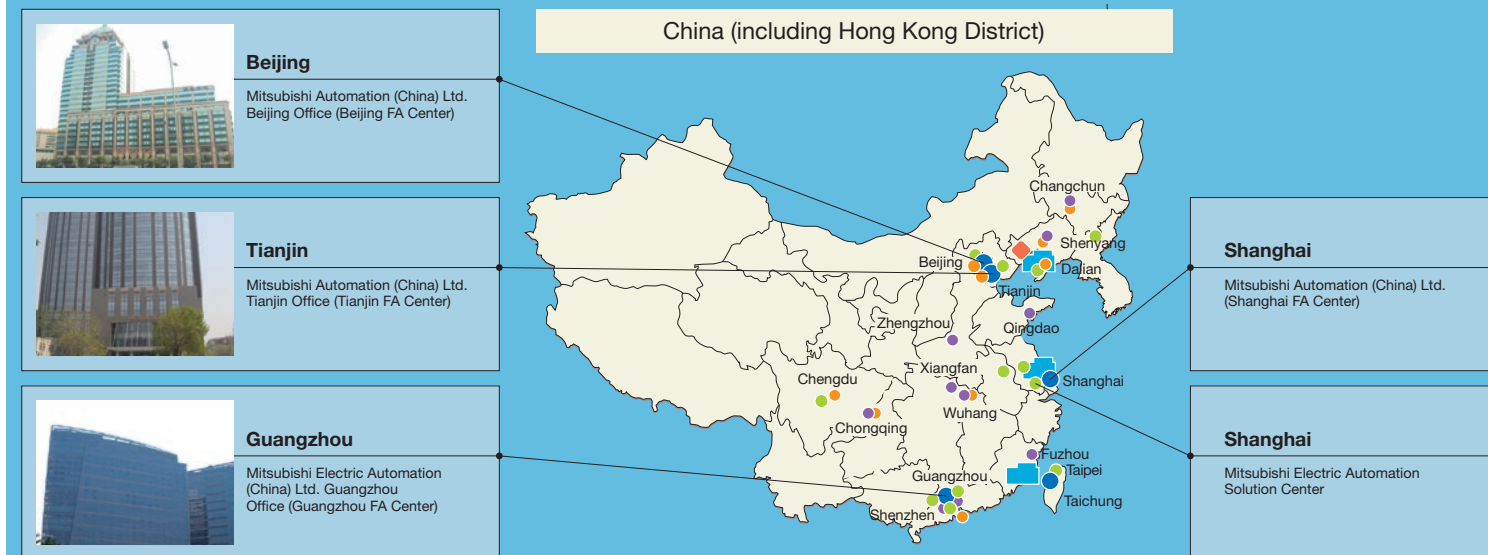 China (including Hong Kong District)
Beijing
Mitsubishi Automation (China) Ltd.
Beijing Office (Beijing FA Center)
Tianjin
Mitsubishi Automation (China) Ltd.
Tianjin Office (Tianjin FA Center)
Guangzhou
Mitsubishi Electric Automation
(China) Ltd. Guangzhou
Office (Guangzhou FA Center)
Changchun
Shenyang
Beijing
Dalian
Tianjin
Zhengzhou
Qingdao
Xiangfan
Chengdu
Shanghai
Wuhang
Chongqing
Fuzhou
Guangzhou
Taipei
Taichung
Shenzhen
Shanghai
Mitsubishi Automation (China) Ltd.
(Shanghai FA Center)
Shanghai
Mitsubishi Electric Automation
Solution Center